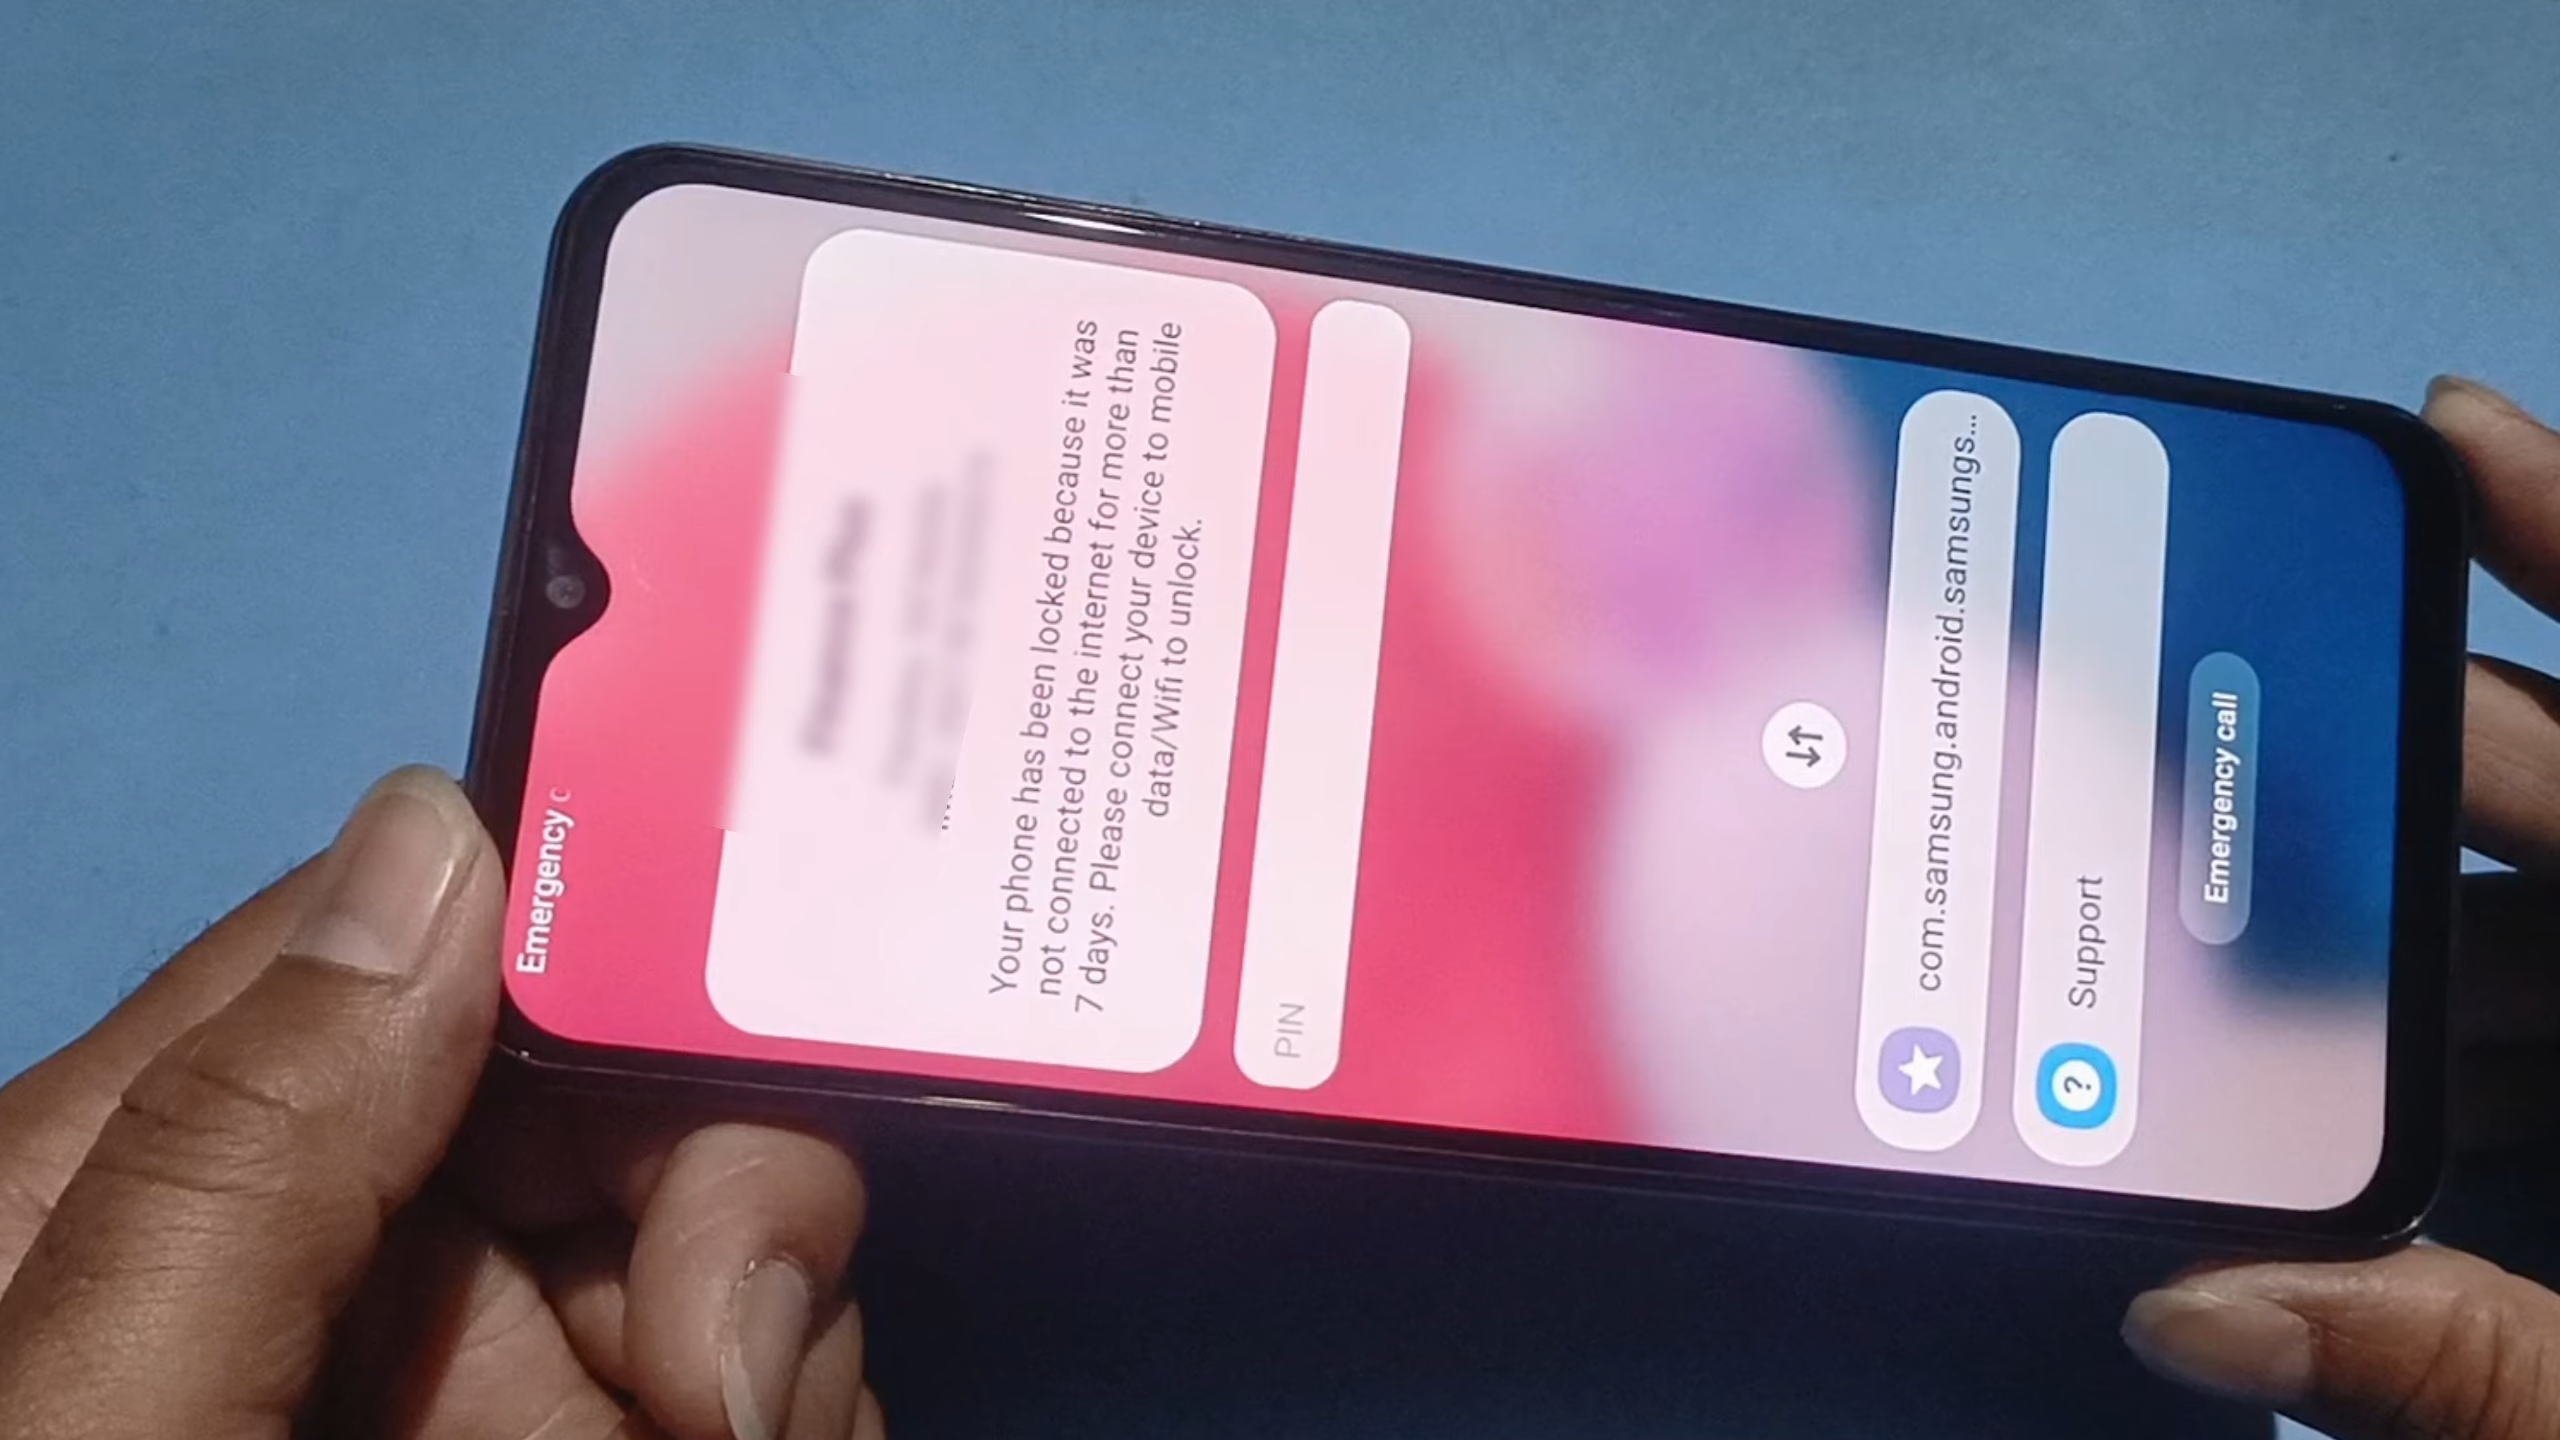 Emergency c
Your phone has been locked because it was
not connected to the internet for more than
7 days. Please connect your device to mobile
data/Wifi to unlock.
PIN
com.samsung.android.samsungs...
Support
Emergency call